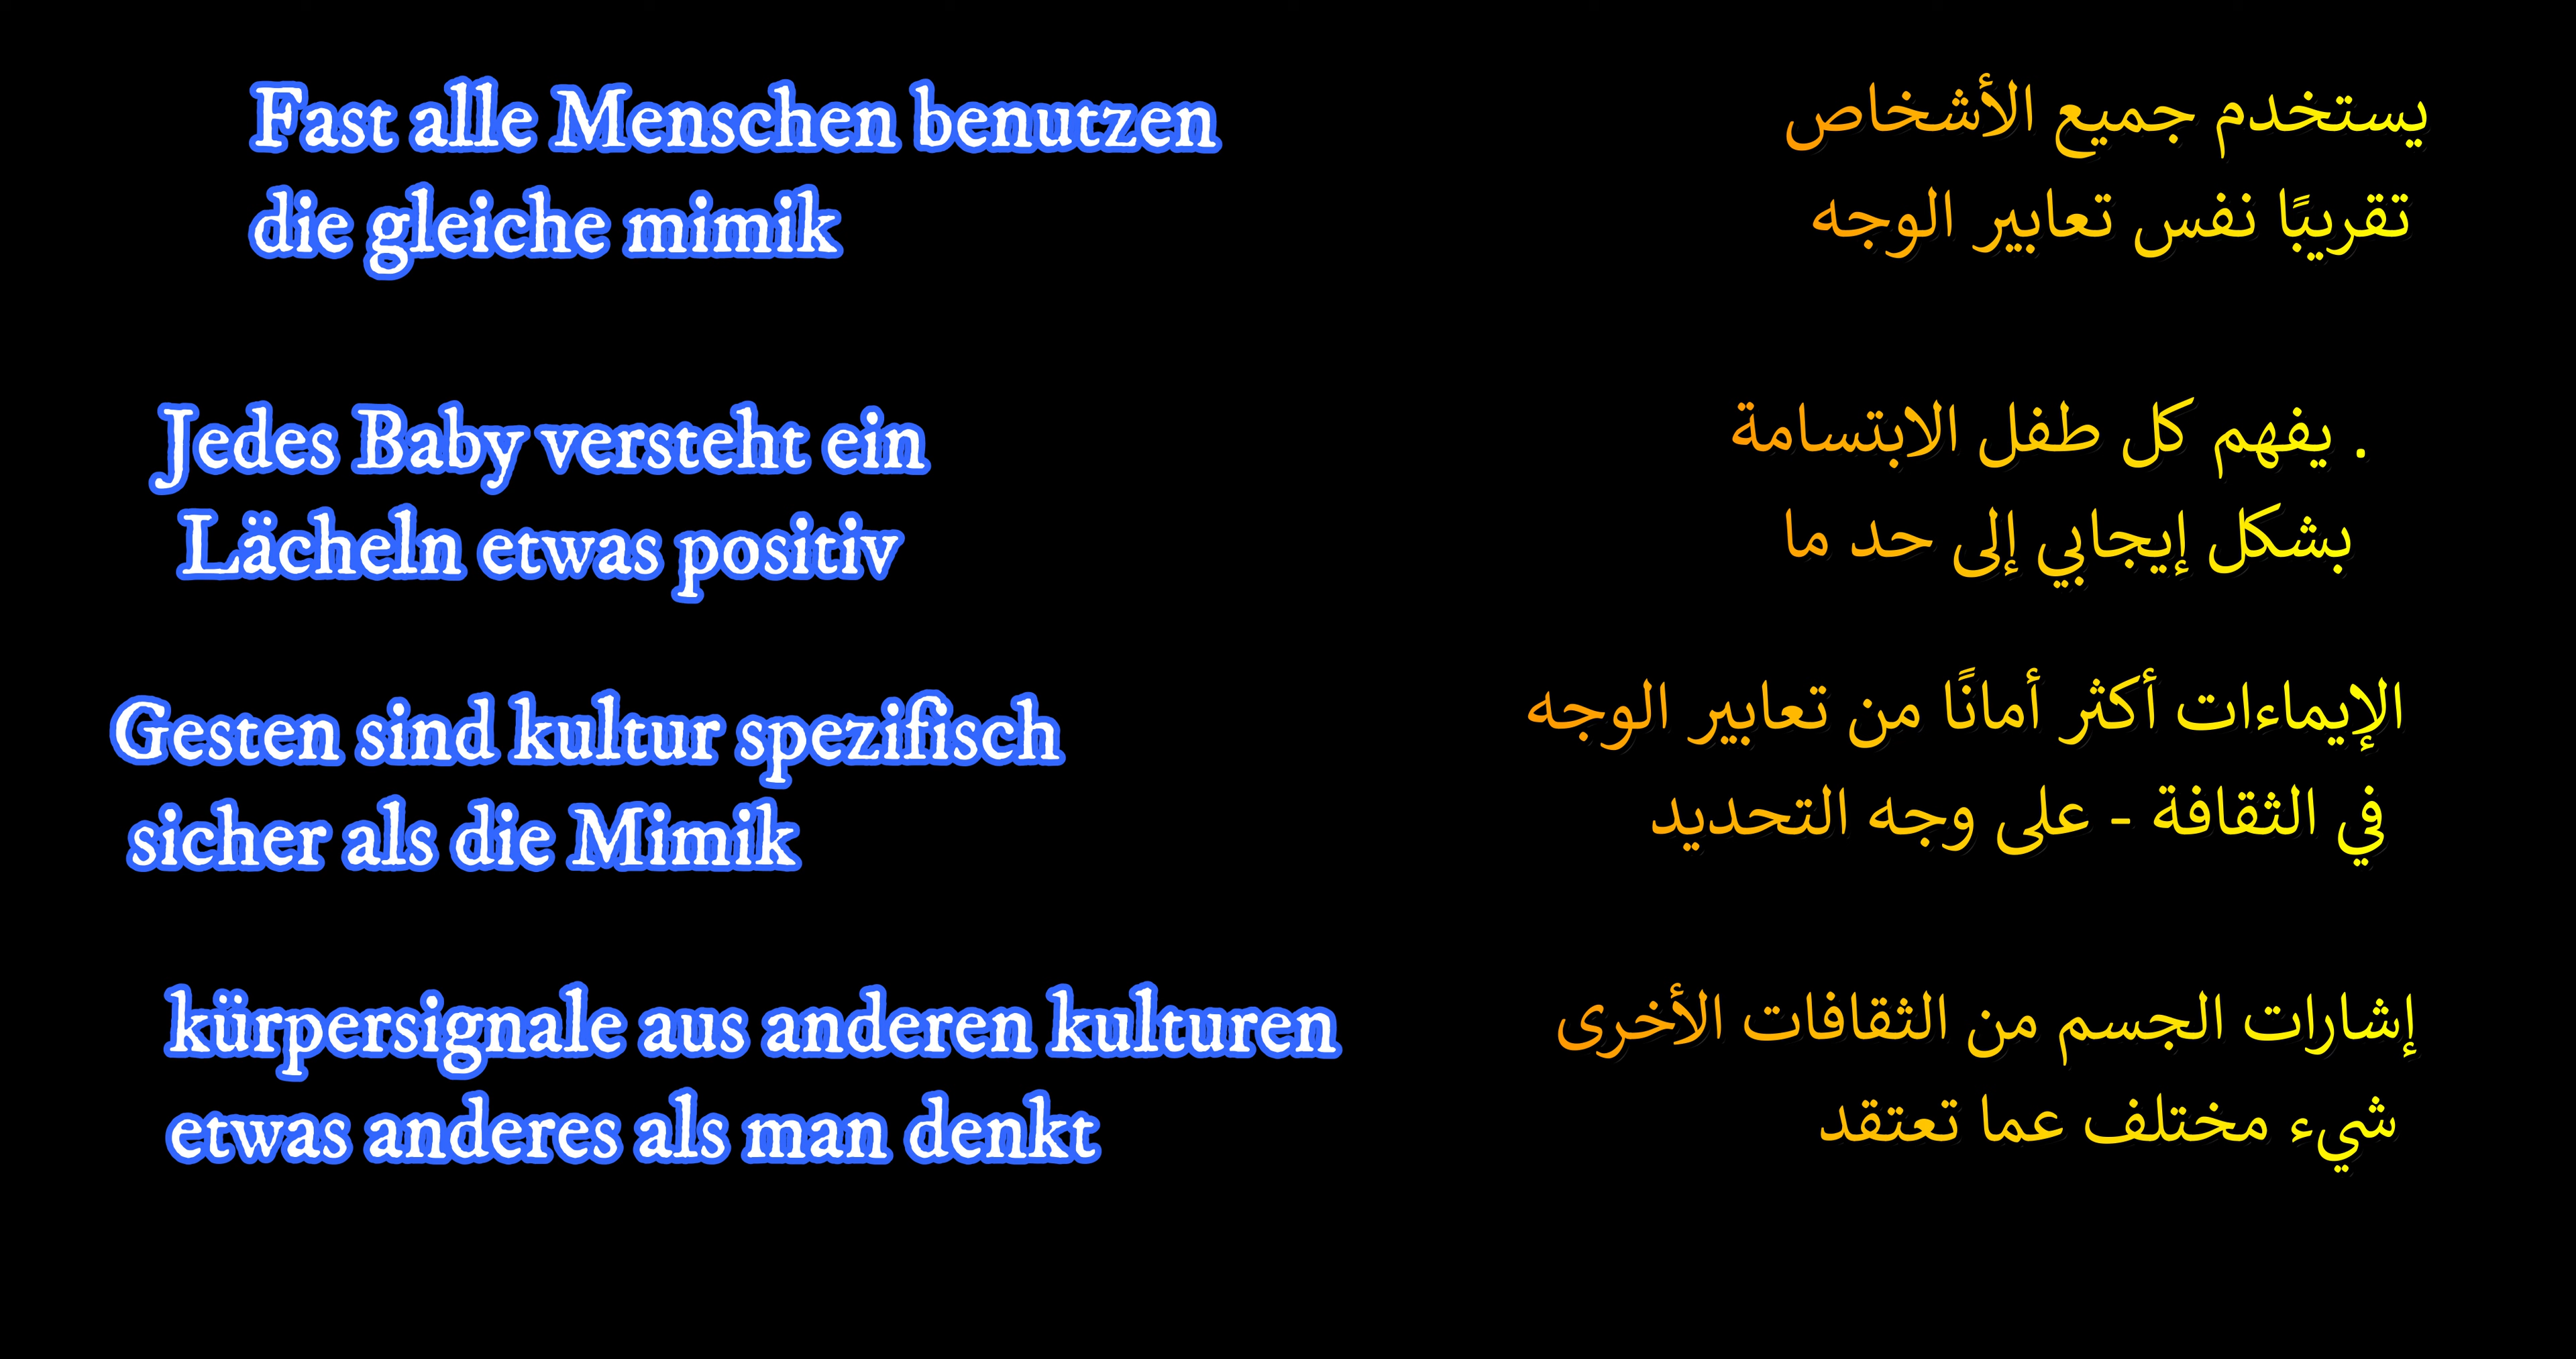 Fast alle Menschen benutzen
die gleiche mimik
يستخدم جميع الأشخاص
تقريبًا نفس تعابير الوجه
Jedes Baby versteht ein
Lächeln etwas positiv
. يفهم كل طفل الابتسامة
بشكل إيجابي إلى حد ما
Gesten sind kultur spezifisch
sicher als die Mimik
الإيماءات أكثر أمانًا من تعابير الوجه
في الثقافة - على وجه التحديد
kürpersignale aus anderen kulturen
etwas anderes als man denkt
إشارات الجسم من الثقافات الأخرى
شيء مختلف عما تعتقد